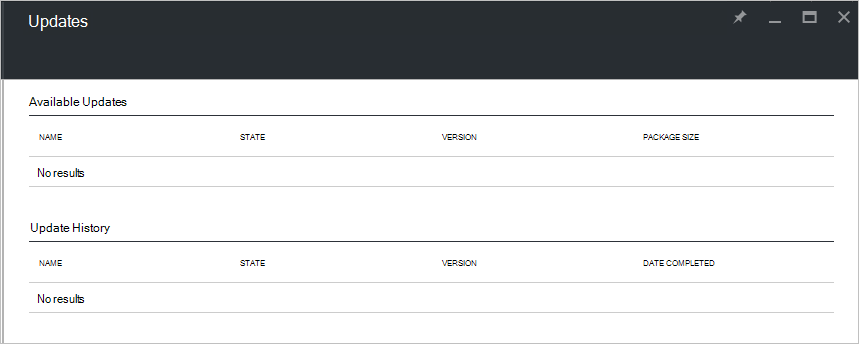 Updates
Available Updates
NAME STATE VERSION PACKAGE SIZE
No results
Update History
NAME STATE VERSION DATE COMPLETED
No results